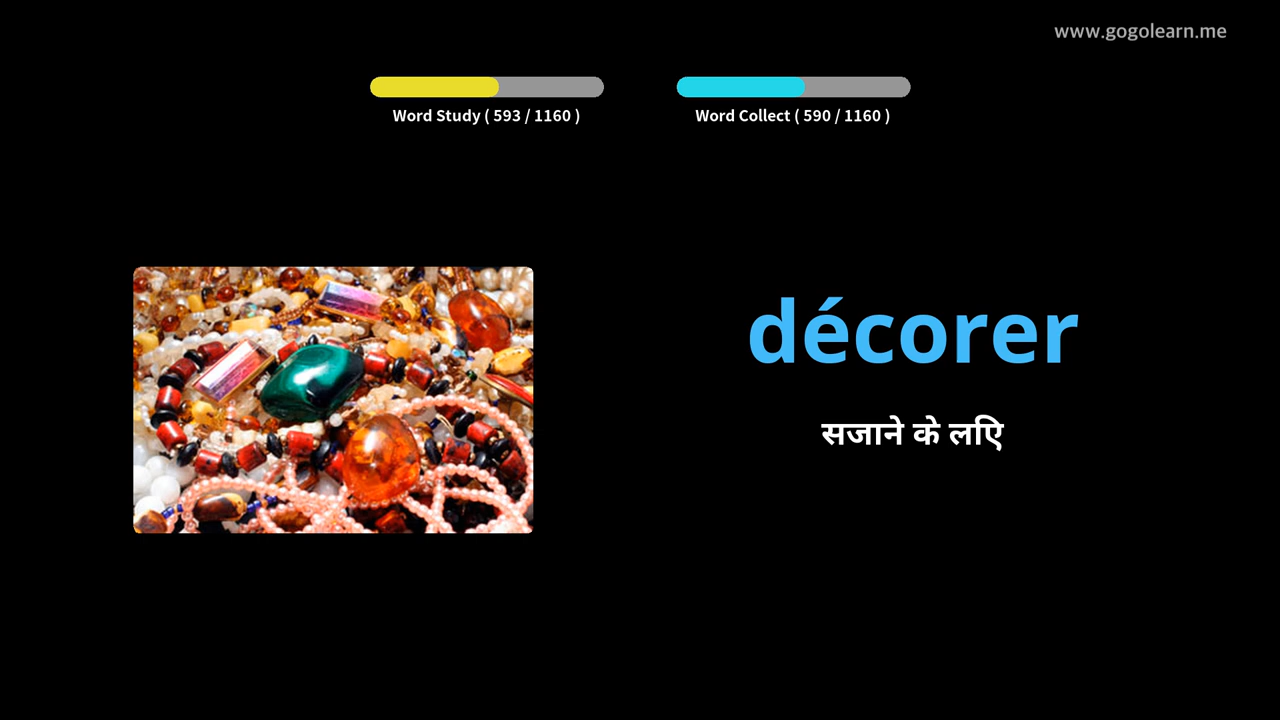 www.gogolearn.me
Word Study ( 593 / 1160 )
Word Collect ( 590 / 1160 )
décorer
सजाने के लिए